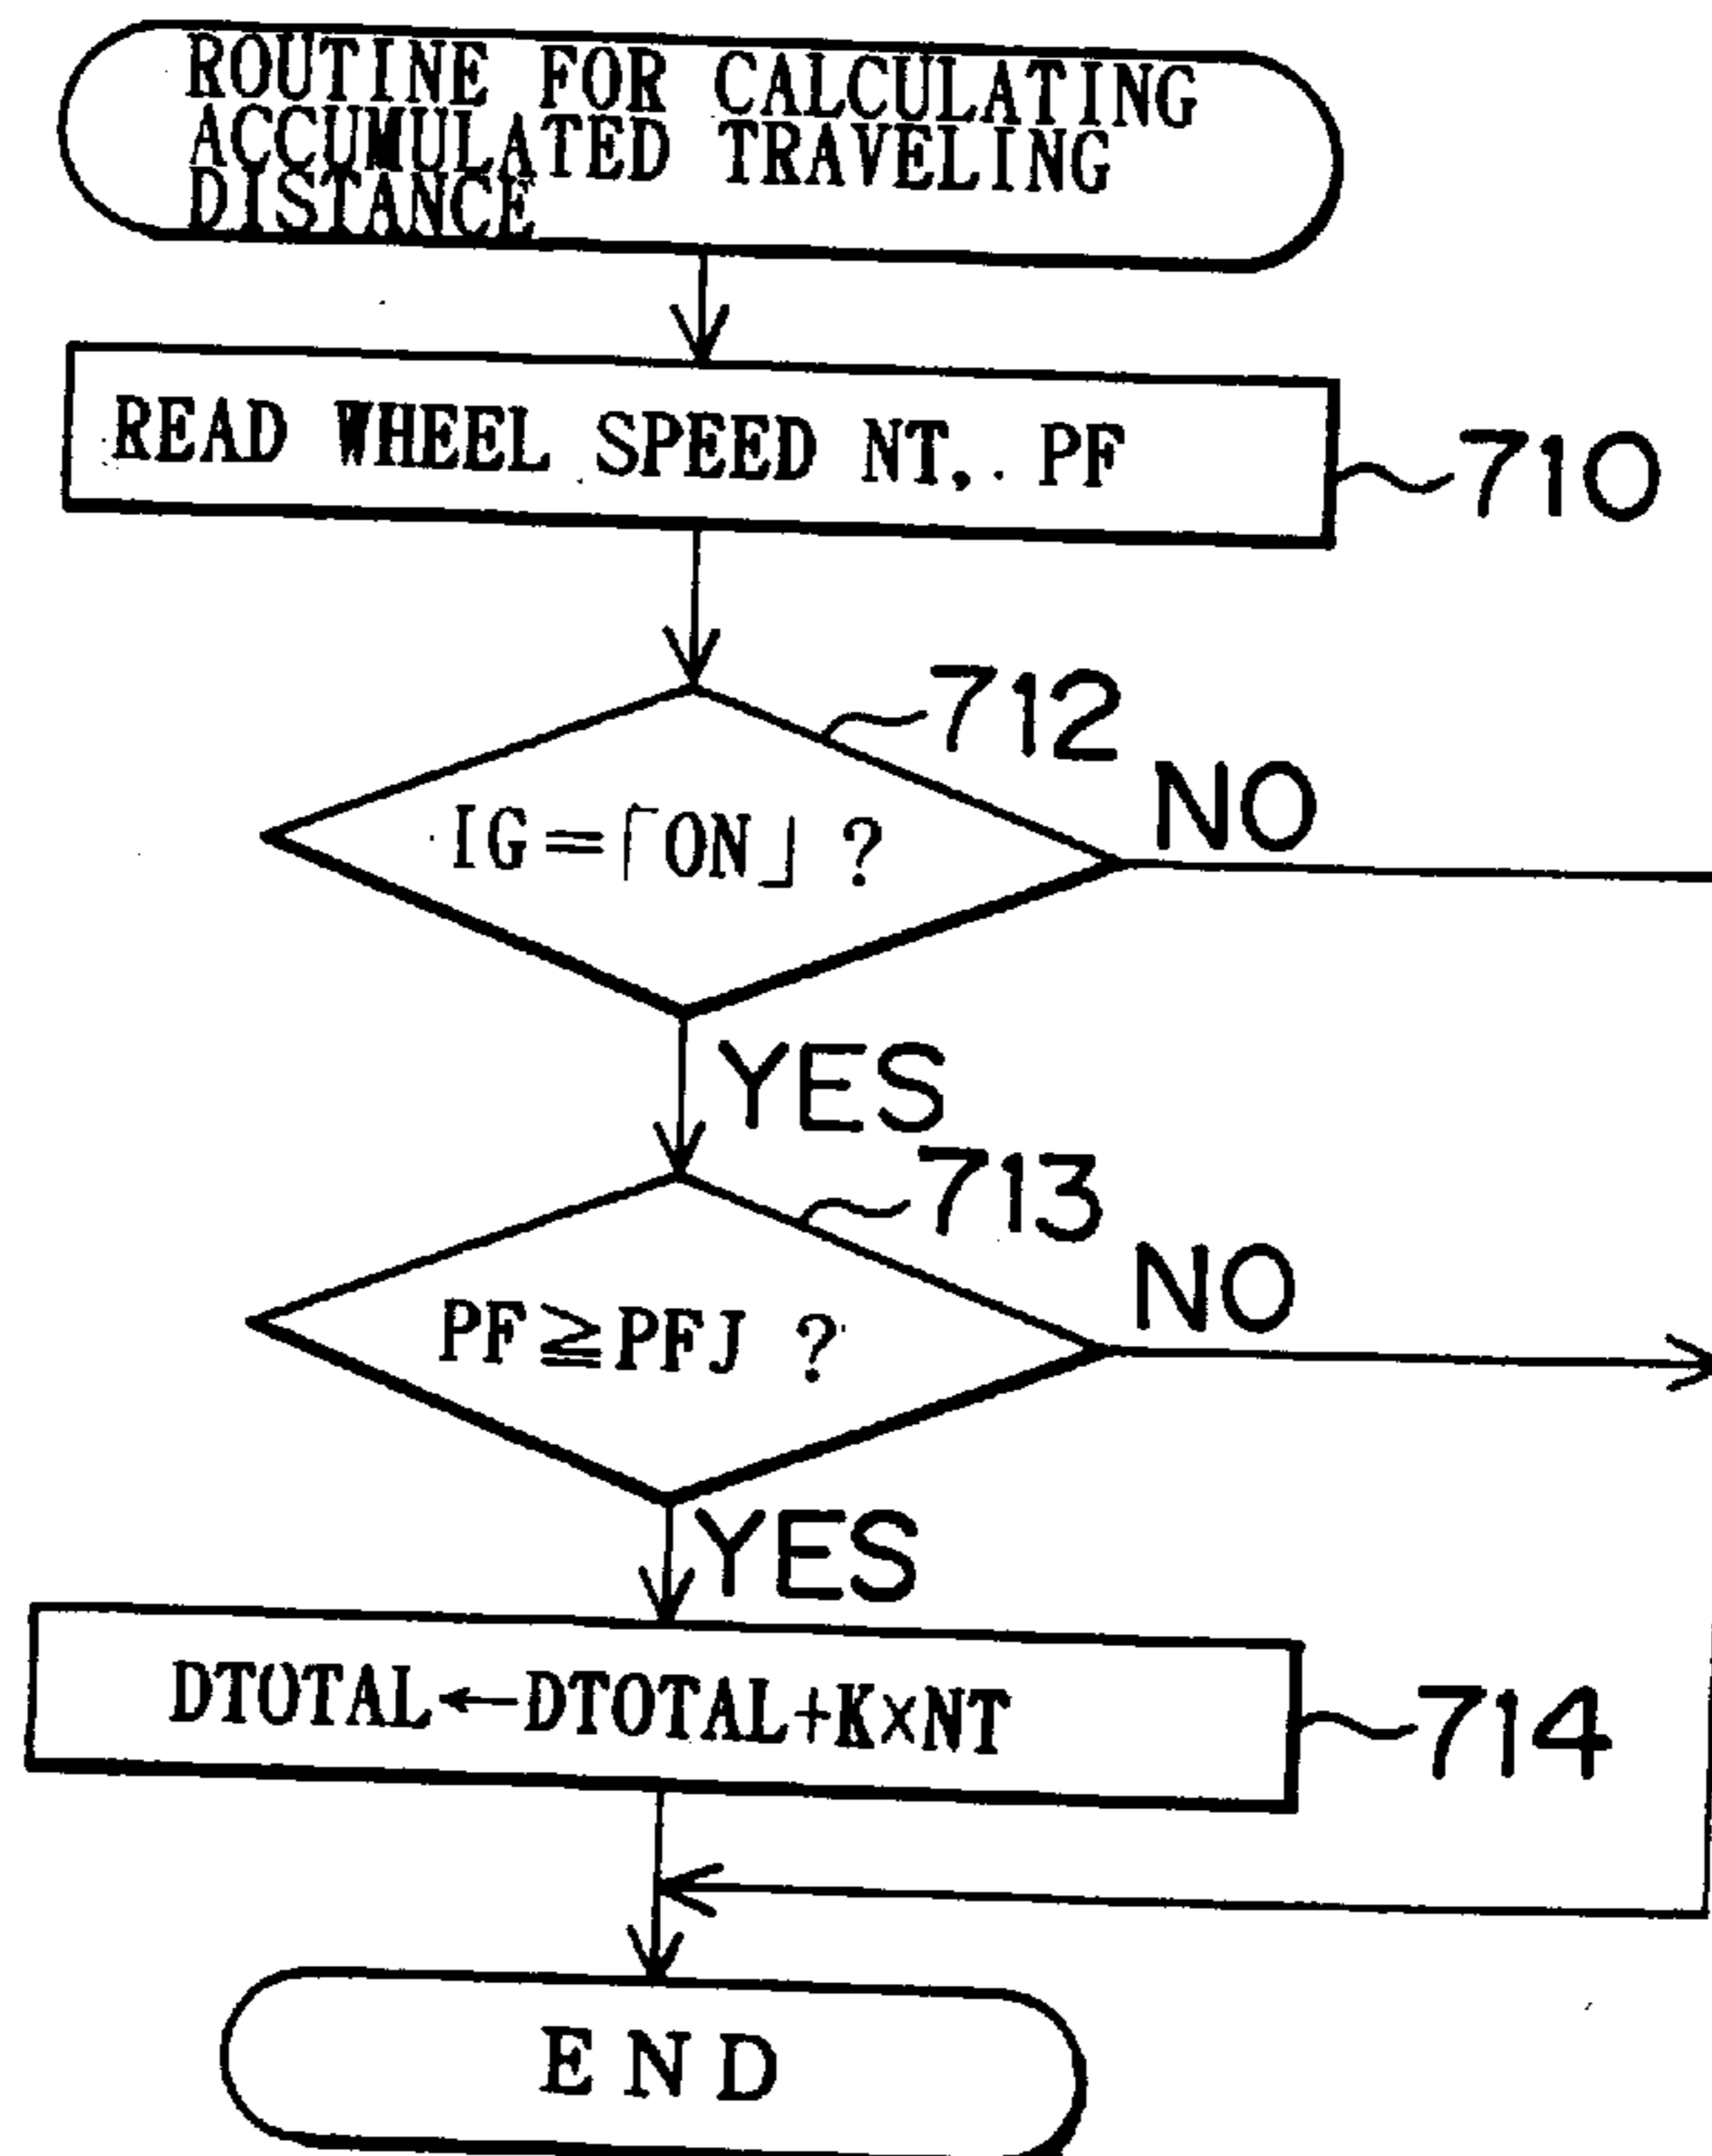 ROUTINE FOR CALCULATING
ACCUMULATED TRAVELING
DISTANCE
READ WHEEL SPEED NT, PF
710
712
NO
IG=「ON」?
YES
713
NO
PF≧PFJ ?
YES
DTOTAL←DTOTAL+K×NT
714
END